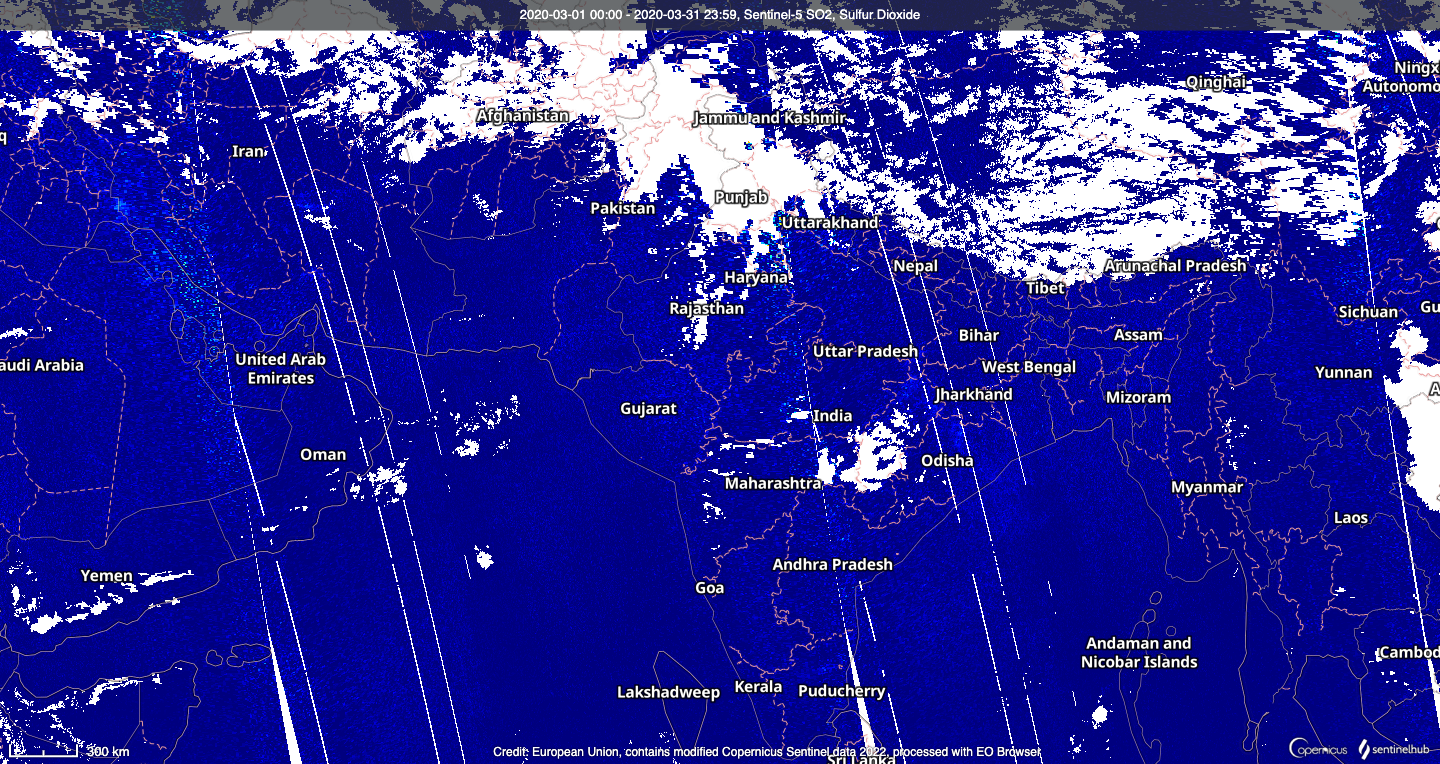 2020-03-01 00:00 - 2020-03-31 23:59, Sentinel-5 SO2, Sulfur Dioxide
Ningx
Qinghai
Autonomo
Afghanistan
Jammu and Kashmir
q
Iran
Punjab
Pakistan
Uttarakhand
Nepal
Arunachal Pradesh
Haryana
Tibet
Rajasthan
Sichuan
Gu
Bihar
Assam
Uttar Pradesh
United Arab
Emirates
audi Arabia
West Bengal
Yunnan
Jharkhand
Mizoram
A
Gujarat
India
Oman
Odisha
Maharashtra
Myanmar
Laos
Andhra Pradesh
Yemen
Goa
Andaman and
Nicobar Islands
Cambod
Kerala
Lakshadweep
Puducherry
300 km
Credit: European Union, contains modified Copernicus Sentinel data 2022, processed with EO Browser
Copernicus
sentinelhub
Sri Lanka